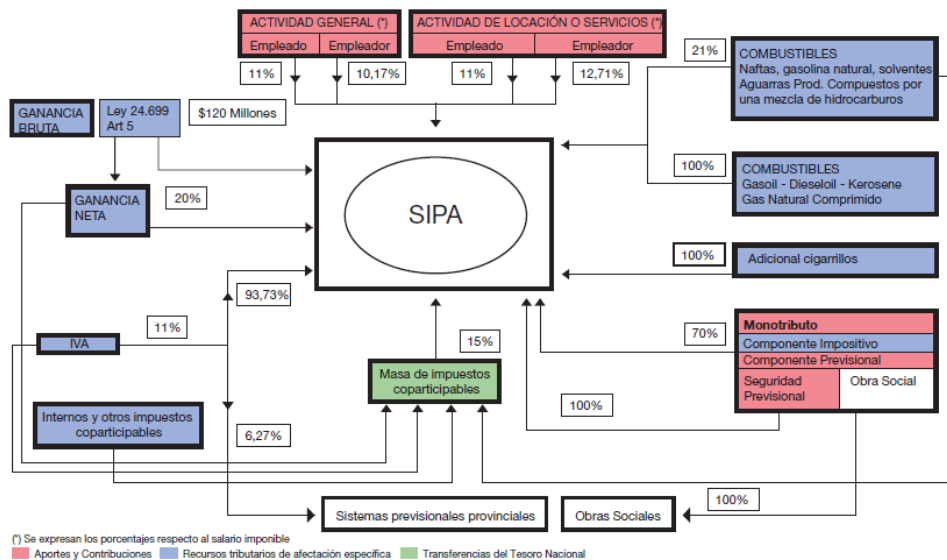 ACTIVIDAD GENERAL (*)
Empleado
Empleador
ACTIVIDAD DE LOCACIÓN O SERVICIOS (*)
Empleado
Empleador
11%
10,17%
11%
12,71%
21%
COMBUSTIBLES
Naftas, gasolina natural, solventes
Aguarras Prod. Compuestos por
una mezcla de hidrocarburos
GANANCIA
BRUTA
Ley 24.699
Art 5
$120 Millones
100%
COMBUSTIBLES
Gasoil - Dieseloil - Kerosene
Gas Natural Comprimido
GANANCIA
NETA
20%
SIPA
100%
Adicional cigarrillos
93,73%
11%
IVA
15%
70%
Monotributo
Componente Impositivo
Componente Previsional
Seguridad
Previsional
Obra Social
Masa de impuestos
coparticipables
100%
Internos y otros impuestos
coparticipables
6,27%
100%
Sistemas previsionales provinciales
Obras Sociales
(*) Se expresan los porcentajes respecto al salario imponible
Aportes y Contribuciones
Recursos tributarios de afectación específica
Transferencias del Tesoro Nacional